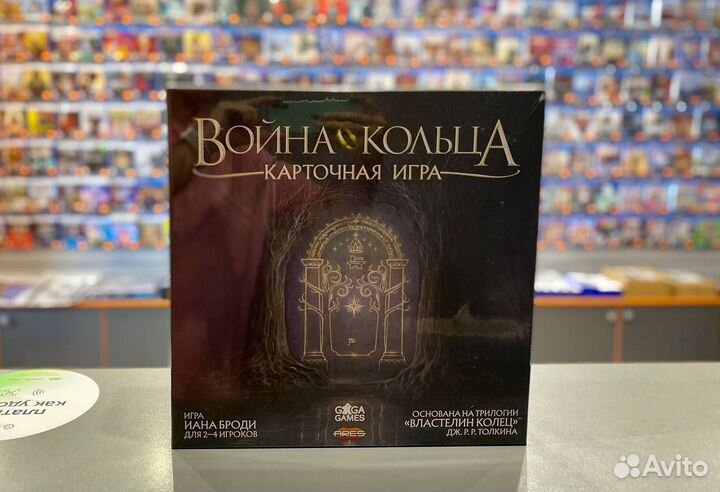 ВОЙНА КОЛЬЦА
КАРТОЧНАЯ ИГРА
ИГРА
ИАНА БРОДИ
ДЛЯ 2–4 ИГРОКОВ
GAGA
GAMES
ARES
ОСНОВАНА НА ТРИЛОГИИ
«ВЛАСТЕЛИН КОЛЕЦ»
ДЖ. Р. Р. ТОЛКИНА
Avito